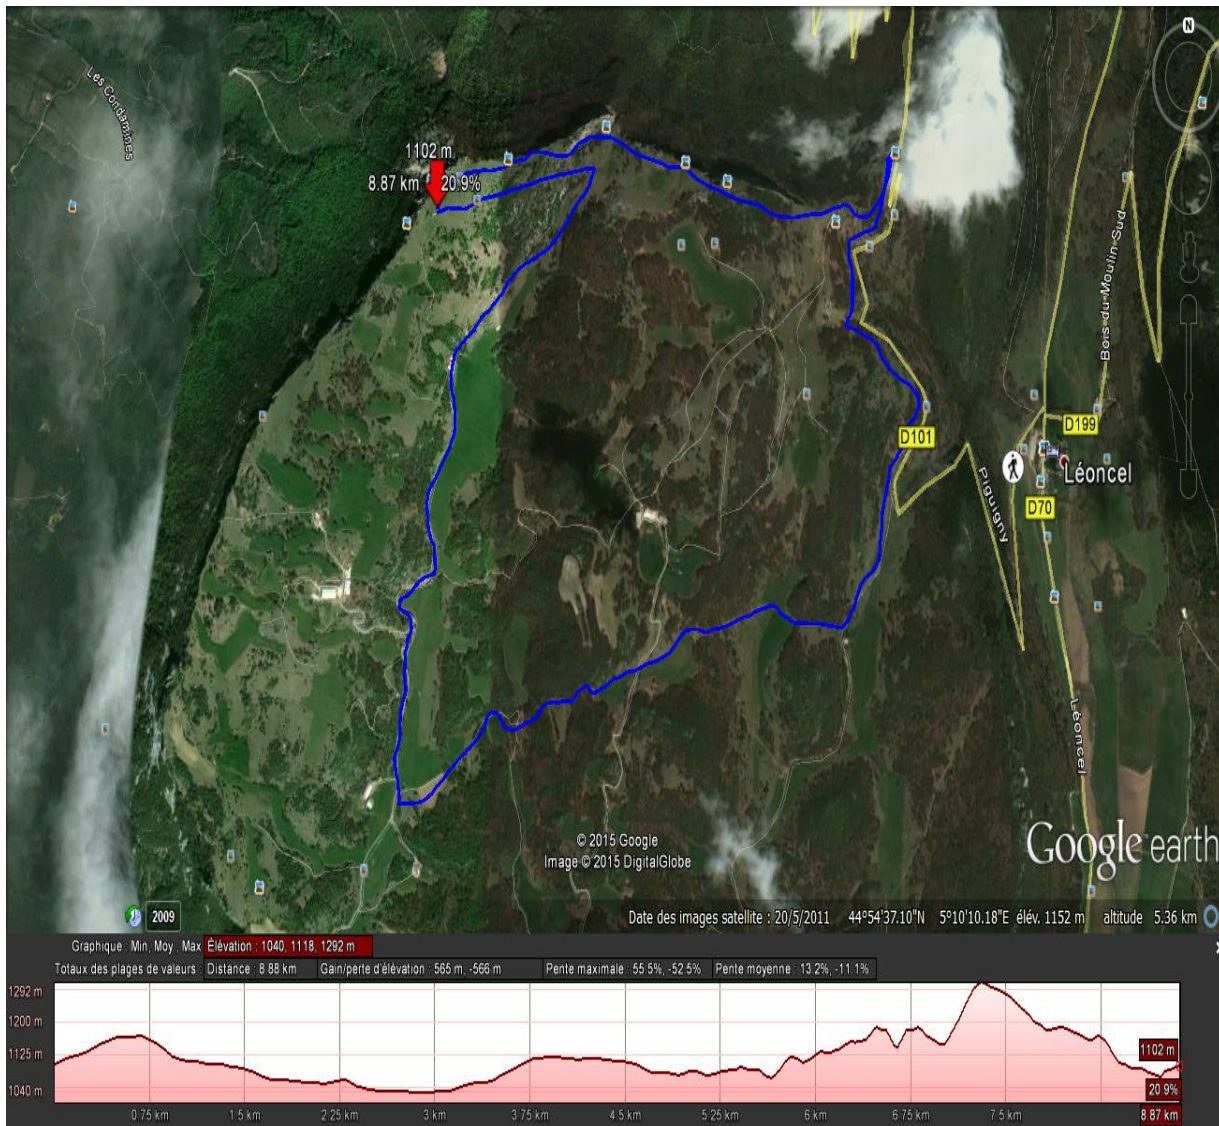 N
Les Condamines
1102 m
8.87 km 20.9%
Bois du Moulin Sud
D199
D101
Léoncel
Piguigny
D70
Léoncel
© 2015 Google
Image © 2015 DigitalGlobe
Google earth
2009
Date des images satellite : 20/5/2011 44°54'37.10"N 5°10'10.18"E élév. 1152 m altitude 5.36 km
Graphique : Min, Moy., Max Élévation : 1040, 1118, 1292 m
Totaux des plages de valeurs : Distance : 8.88 km Gain/perte d'élévation : 565 m, -566 m Pente maximale : 55.5%, -52.5% Pente moyenne : 13.2%, -11.1%
1292 m
1200 m
1125 m
1040 m
1102 m
20.9%
0.75 km 1.5 km 2.25 km 3 km 3.75 km 4.5 km 5.25 km 6 km 6.75 km 7.5 km 8.87 km